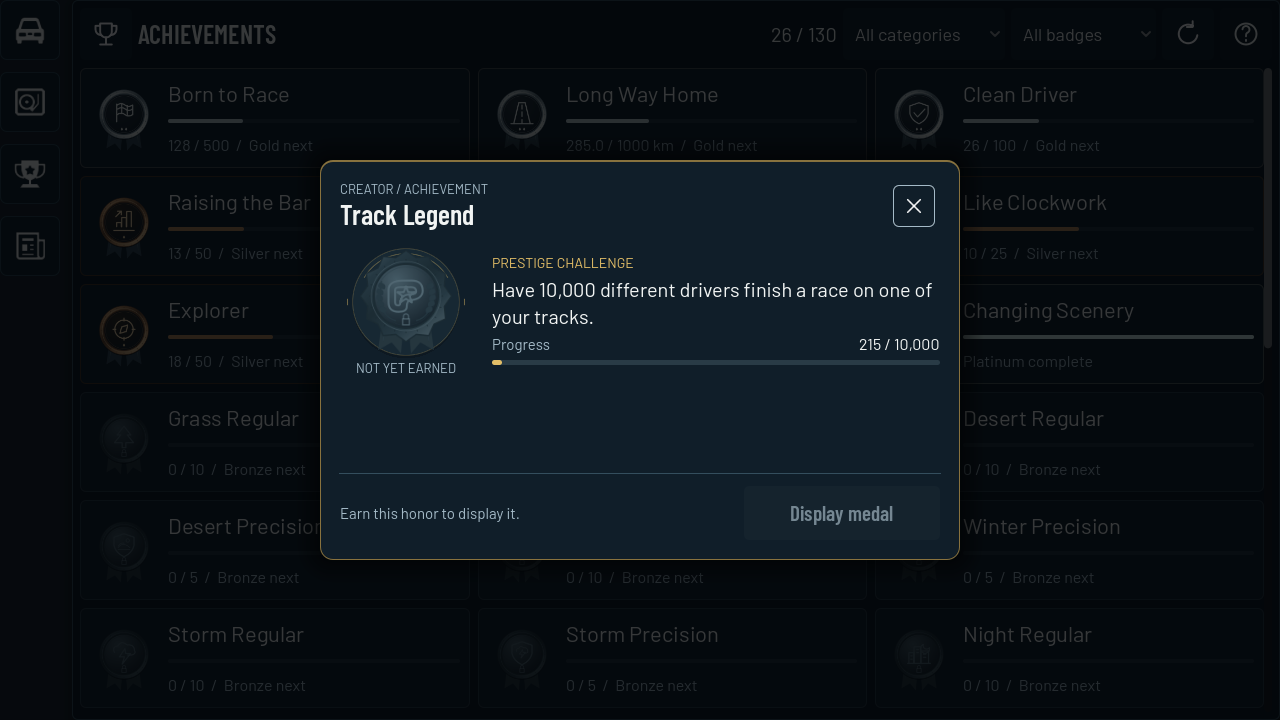 ACHIEVEMENTS
26 / 130
All categories
All badges
Born to Race
128 / 500 / Gold next
Long Way Home
285.0 / 1000 km / Gold next
Clean Driver
26 / 100 / Gold next
Raising the Bar
13 / 50 / Silver next
Like Clockwork
10 / 25 / Silver next
Explorer
18 / 50 / Silver next
Changing Scenery
Platinum complete
CREATOR / ACHIEVEMENT
Track Legend
NOT YET EARNED
PRESTIGE CHALLENGE
Have 10,000 different drivers finish a race on one of
your tracks.
Progress
215 / 10,000
Earn this honor to display it.
Display medal
Grass Regular
0 / 10 / Bronze next
Desert Regular
0 / 10 / Bronze next
Desert Precision
0 / 5 / Bronze next
0 / 10 / Bronze next
Winter Precision
0 / 5 / Bronze next
Storm Regular
0 / 10 / Bronze next
Storm Precision
0 / 5 / Bronze next
Night Regular
0 / 10 / Bronze next